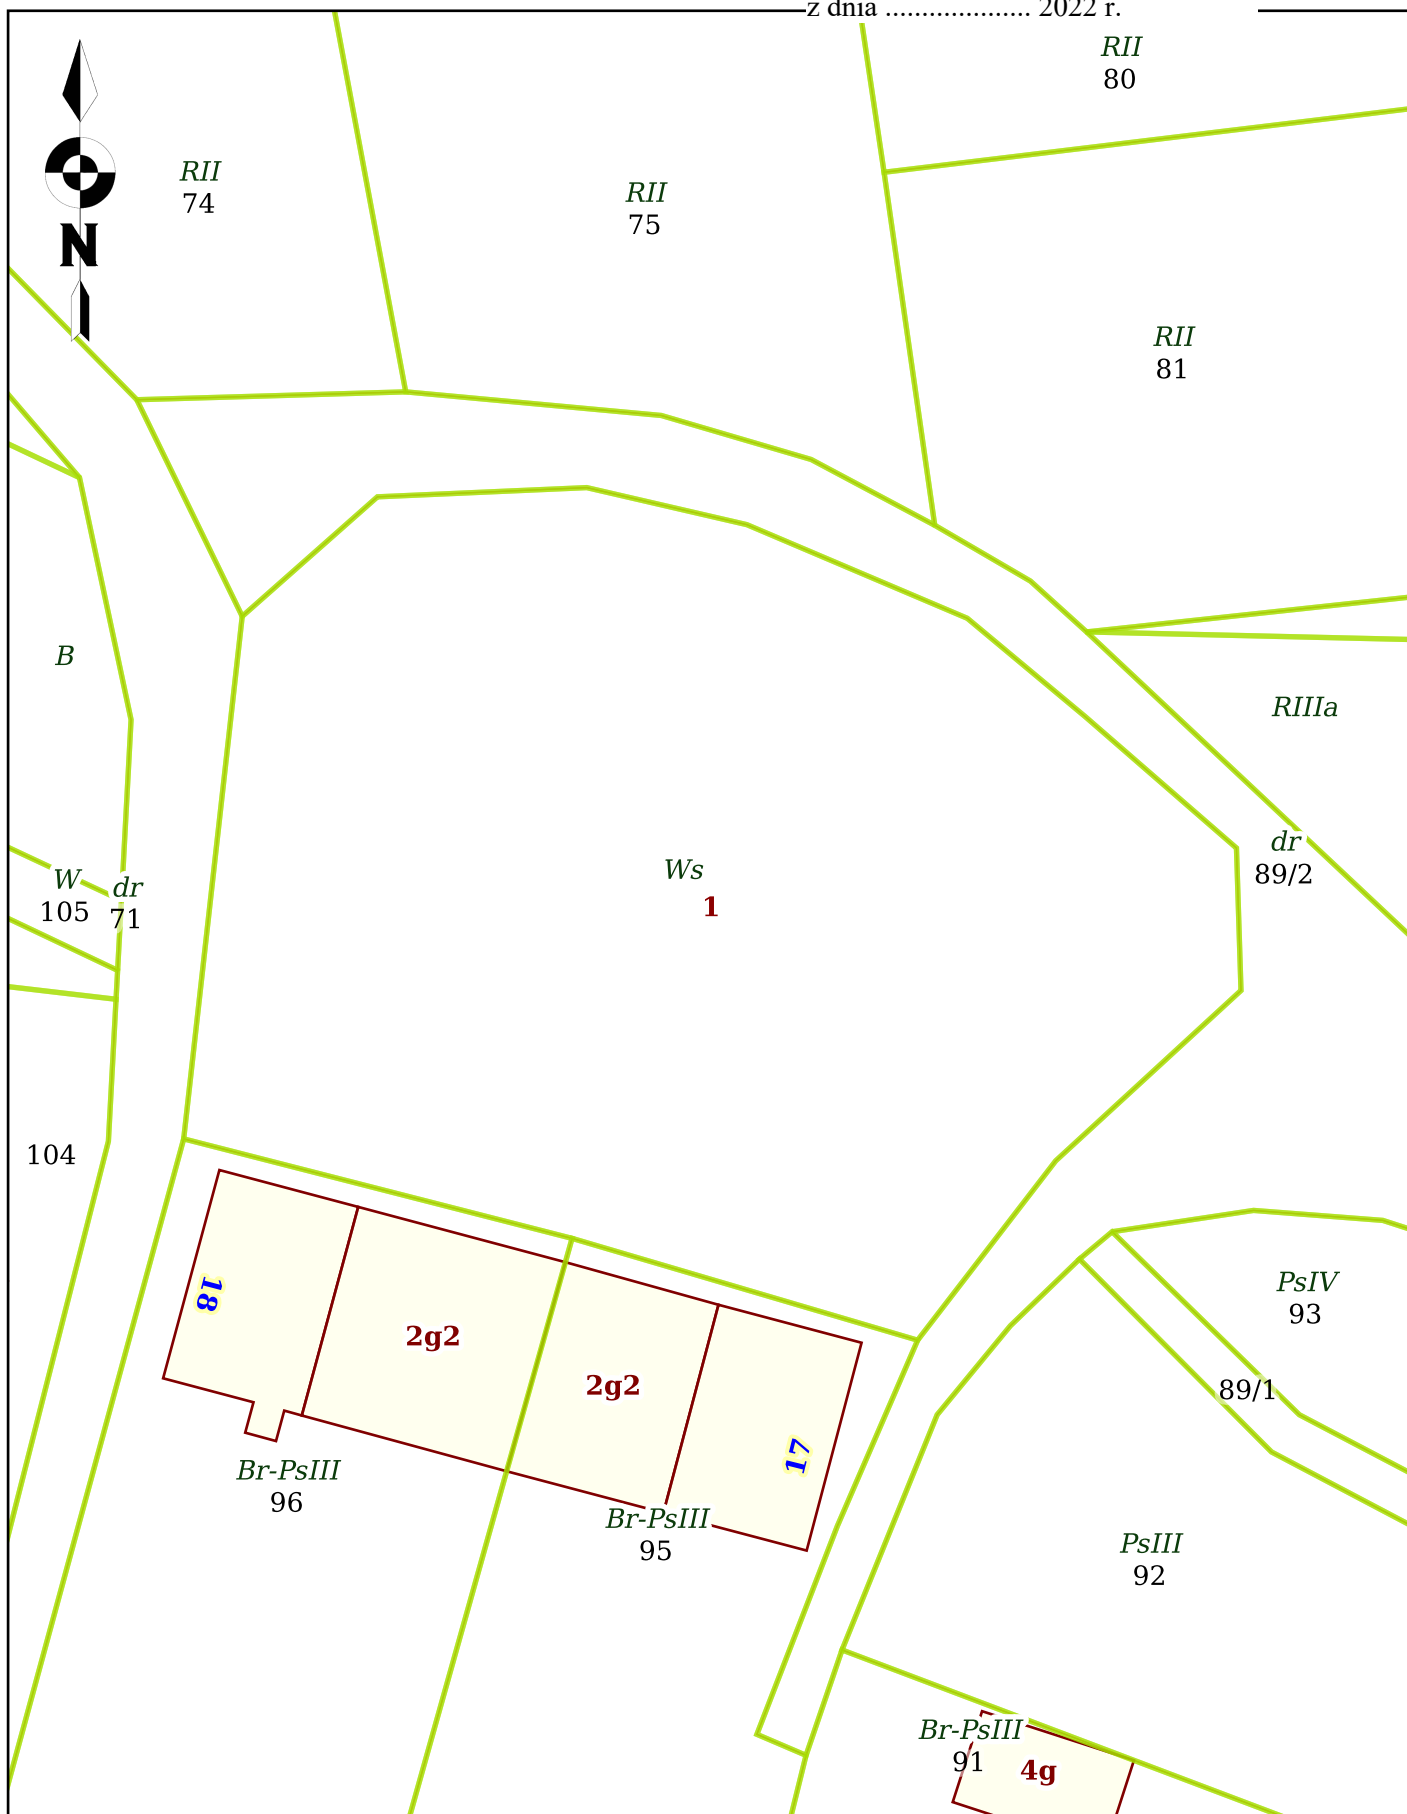 z dnia .................... 2022 r.
RII
80
RII
74
RII
75
N
RII
81
B
RIIIa
dr
89/2
Ws
1
W
105
dr
71
104
18
2g2
2g2
17
PsIV
93
89/1
Br-PsIII
96
Br-PsIII
95
PsIII
92
Br-PsIII
91
4g